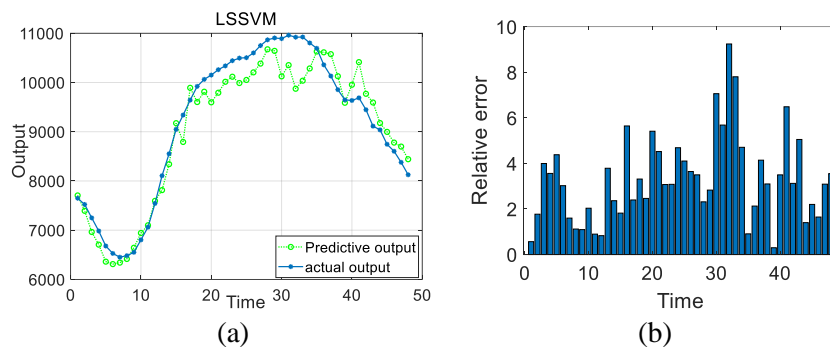 LSSVM
11000
10000
9000
8000
7000
6000
Output
0
10
20
30
40
50
Time
Predictive output
actual output
(a)
10
8
6
4
2
0
Relative error
0
10
20
30
40
Time
(b)